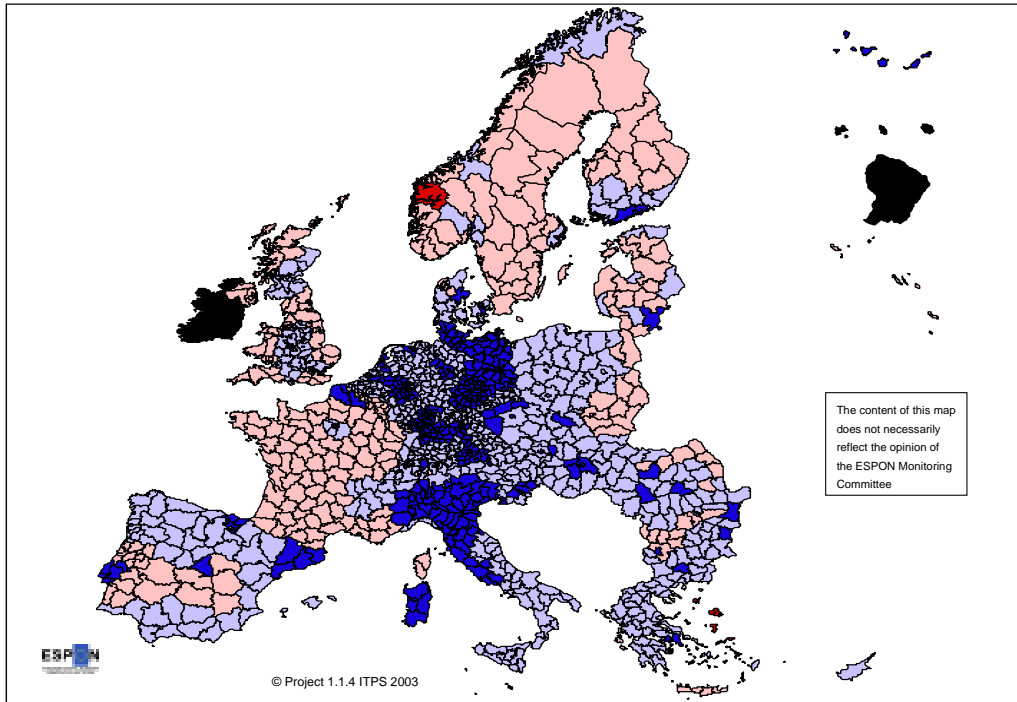 The content of this map
does not necessarily
reflect the opinion of
the ESPON Monitoring
Committee
ESPON
© Project 1.1.4 ITPS 2003